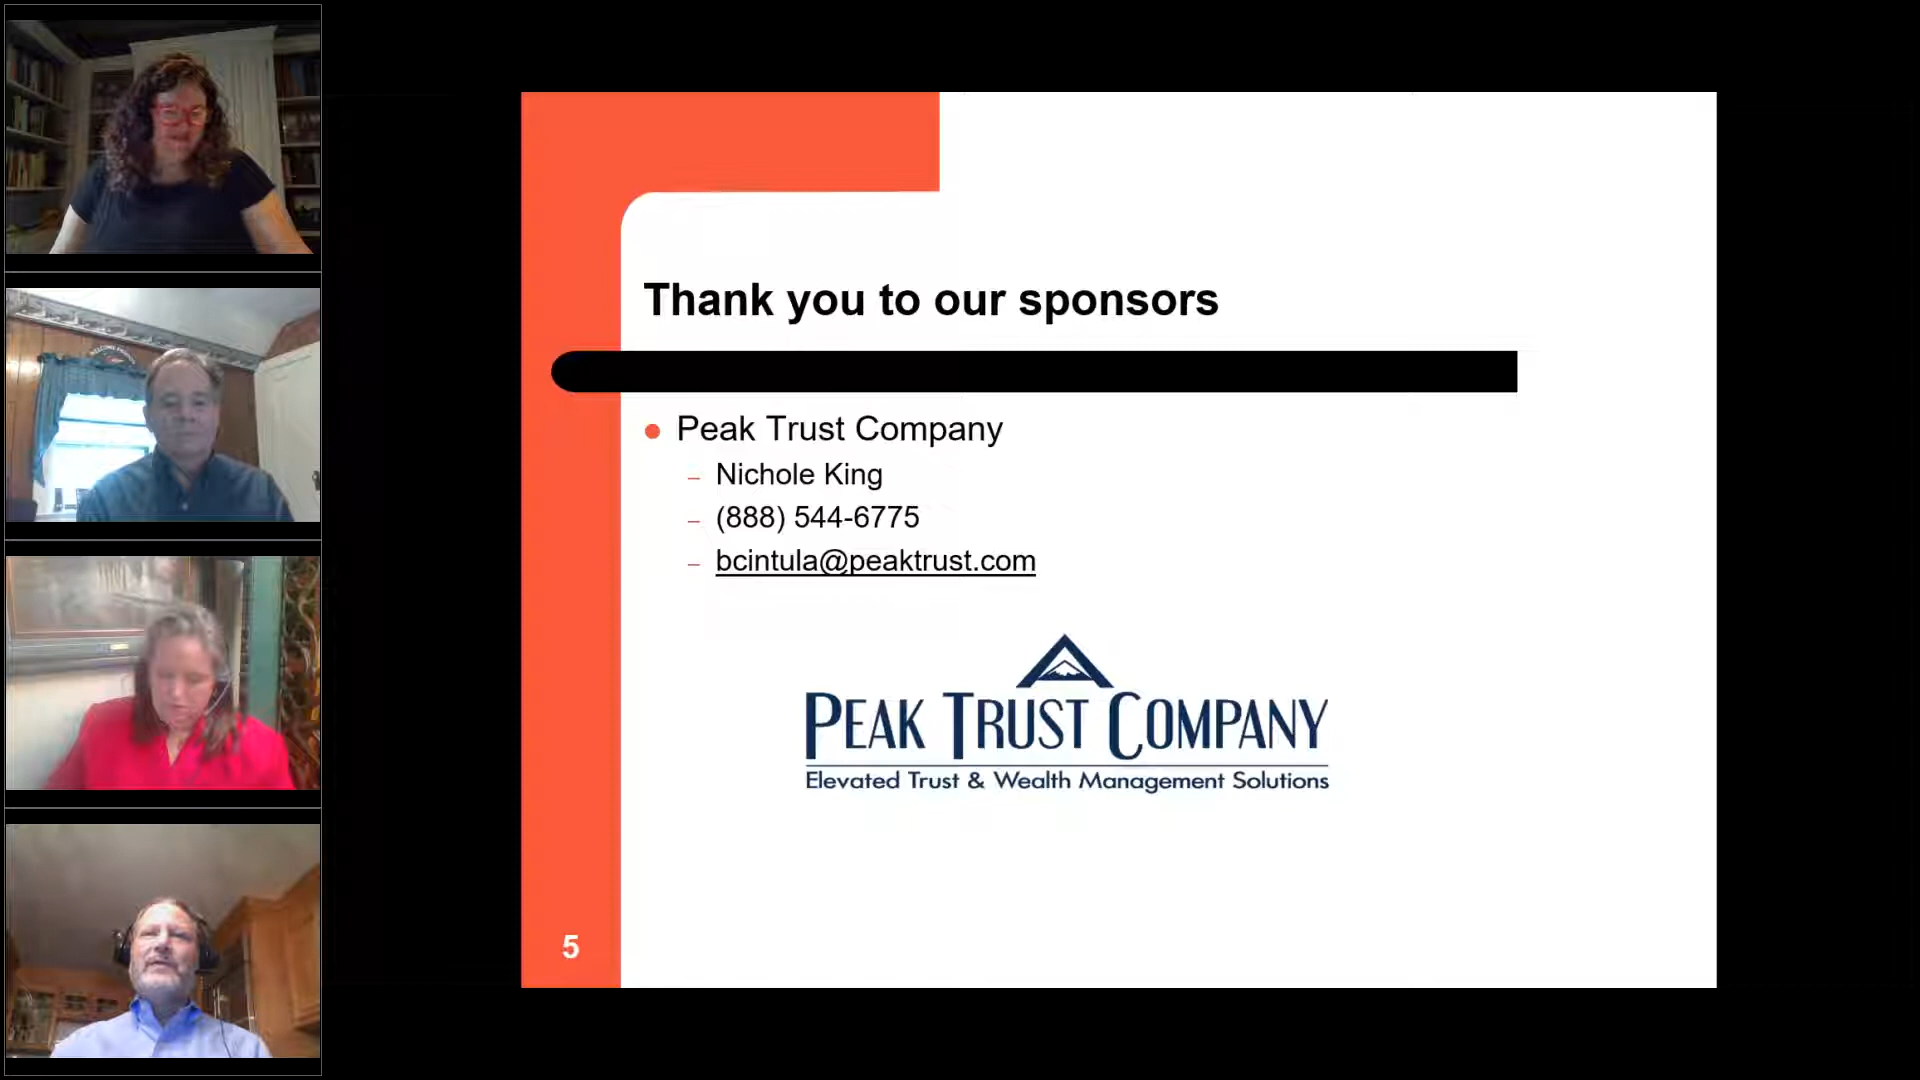 Thank you to our sponsors
Peak Trust Company
Nichole King
(888) 544-6775
bcintula@peaktrust.com
PEAK TRUST COMPANY
Elevated Trust & Wealth Management Solutions
5